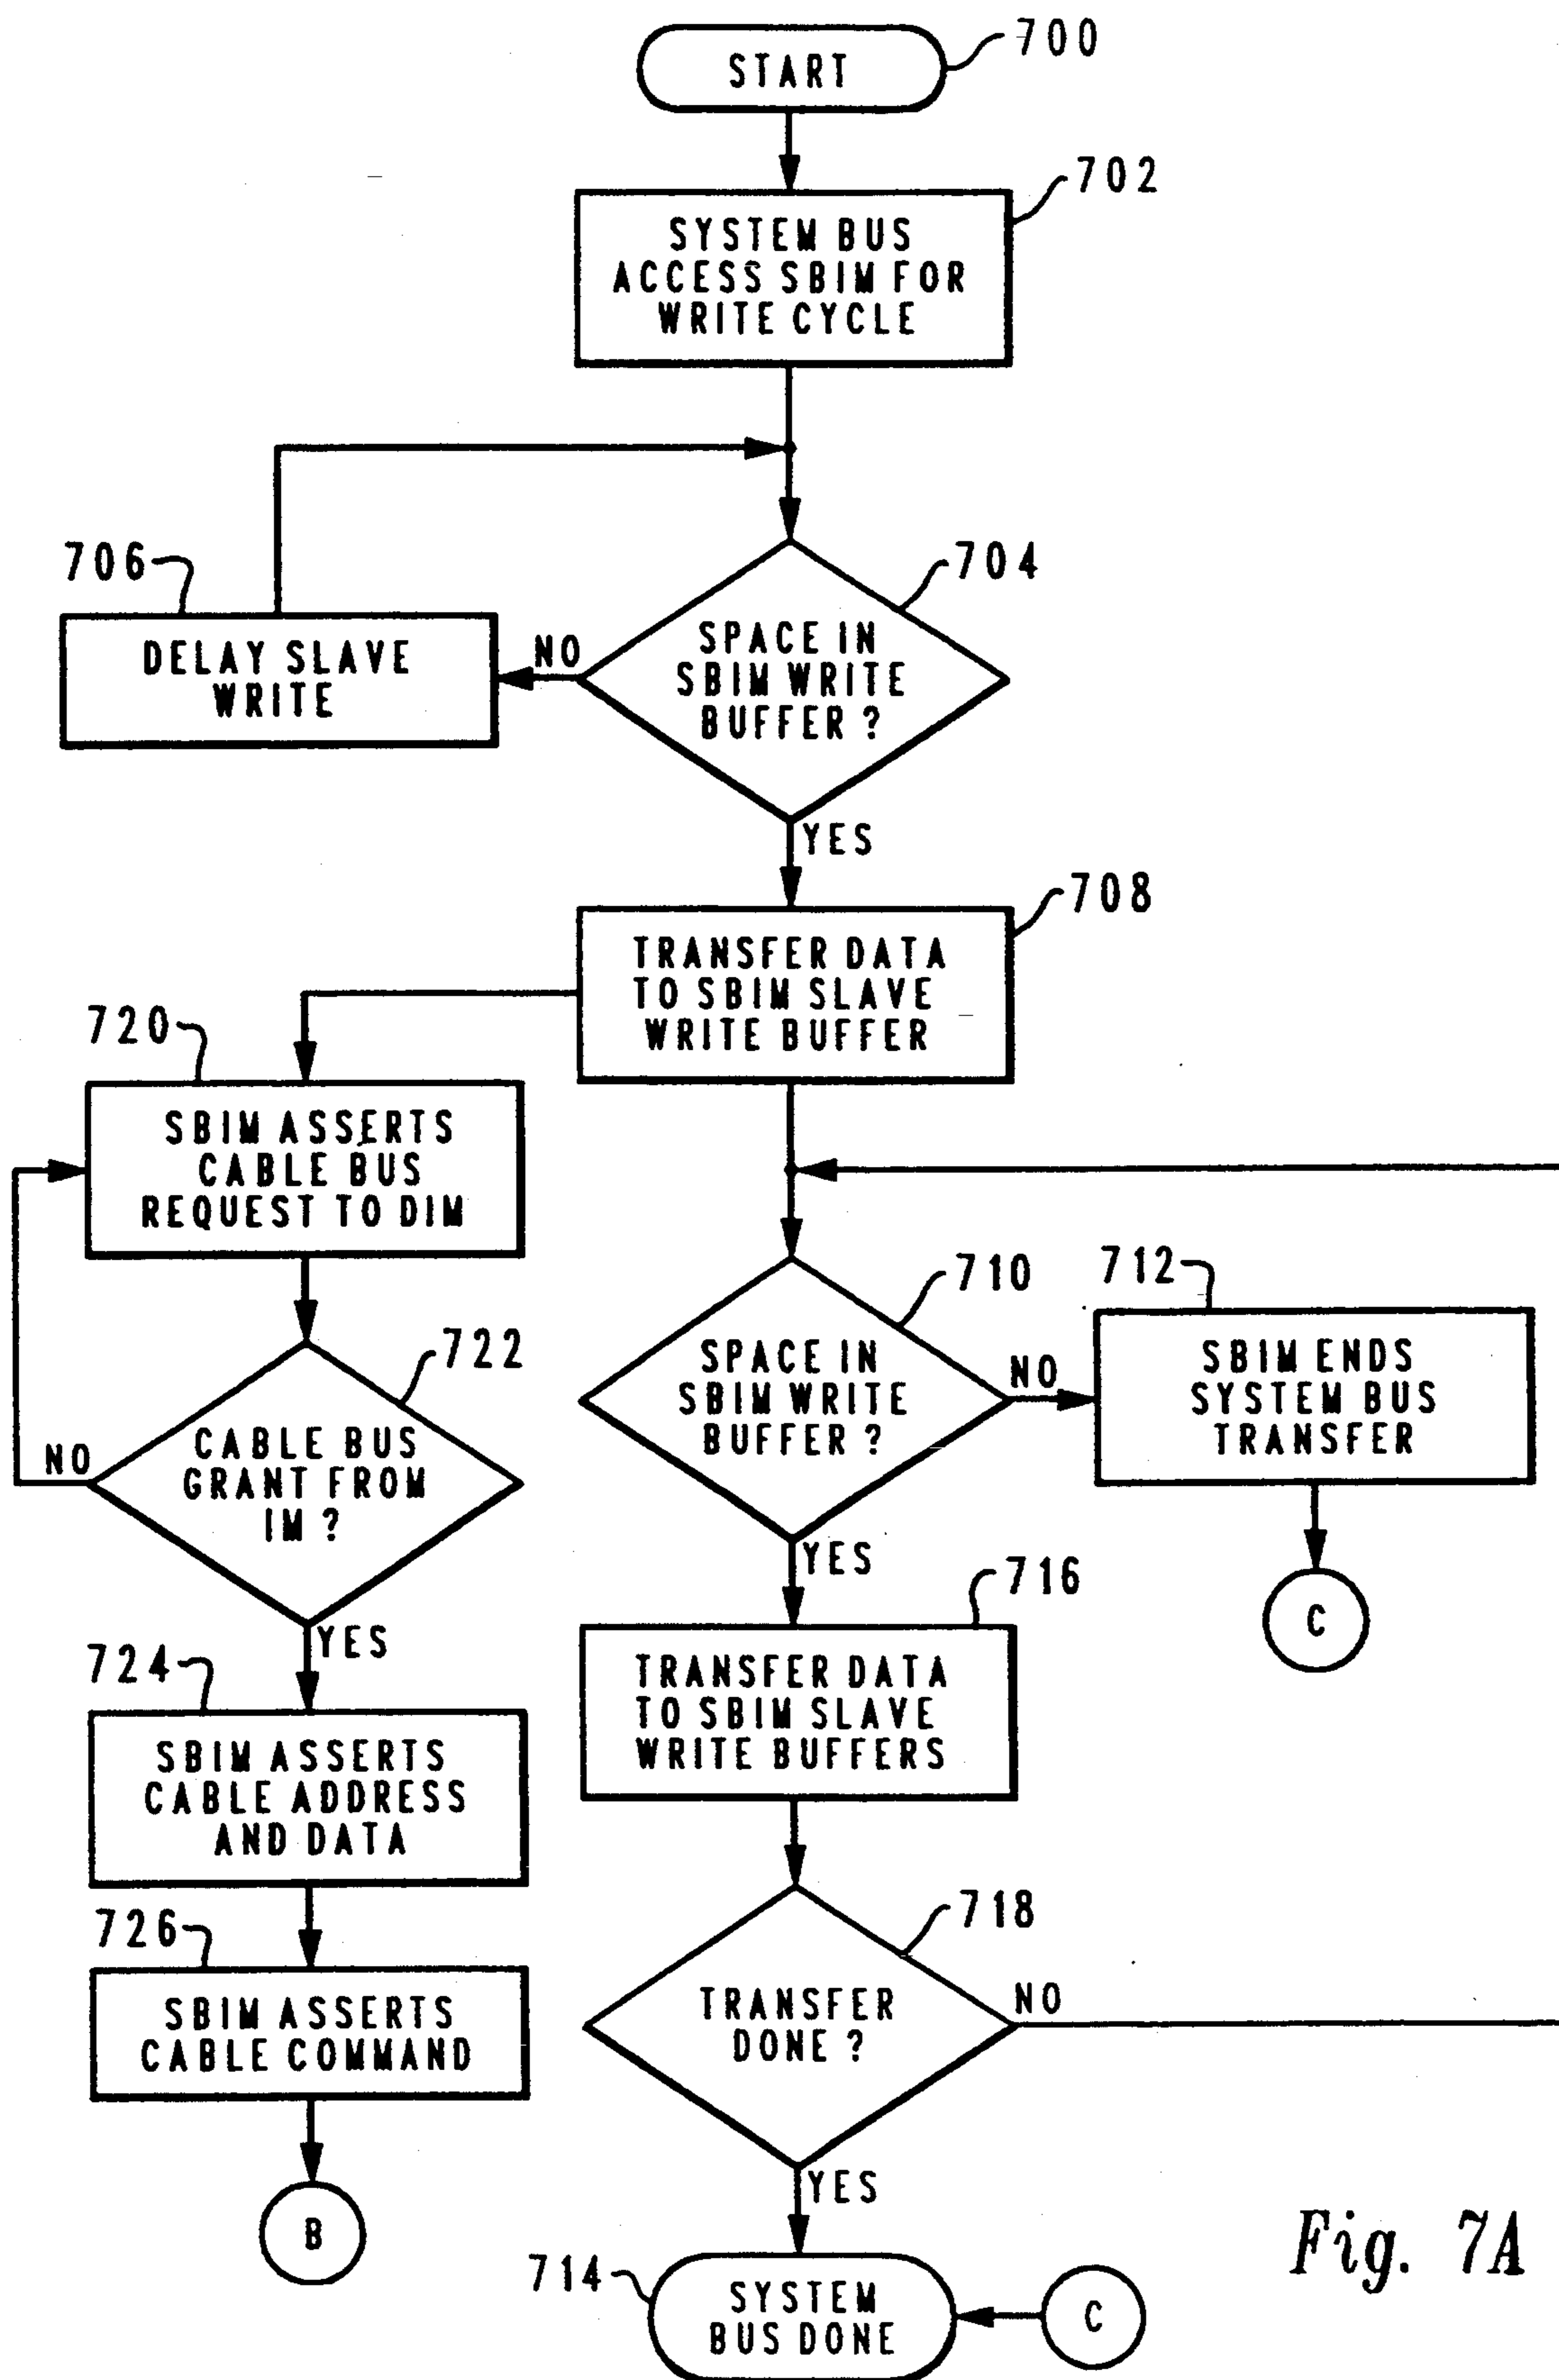 700
START
702
SYSTEM BUS
ACCESS SBIM FOR
WRITE CYCLE
706
704
DELAY SLAVE
WRITE
NO
SPACE IN
SBIM WRITE
BUFFER ?
YES
708
TRANSFER DATA
TO SBIM SLAVE
WRITE BUFFER
720
SBIM ASSERTS
CABLE BUS
REQUEST TO DIM
710
712
722
SPACE IN
SBIM WRITE
BUFFER ?
NO
SBIM ENDS
SYSTEM BUS
TRANSFER
CABLE BUS
GRANT FROM
IM ?
NO
YES
YES
716
C
724
TRANSFER DATA
TO SBIM SLAVE
WRITE BUFFERS
SBIM ASSERTS
CABLE ADDRESS
AND DATA
726
718
SBIM ASSERTS
CABLE COMMAND
TRANSFER
DONE ?
NO
YES
B
714
SYSTEM
BUS DONE
C
Fig. 7A